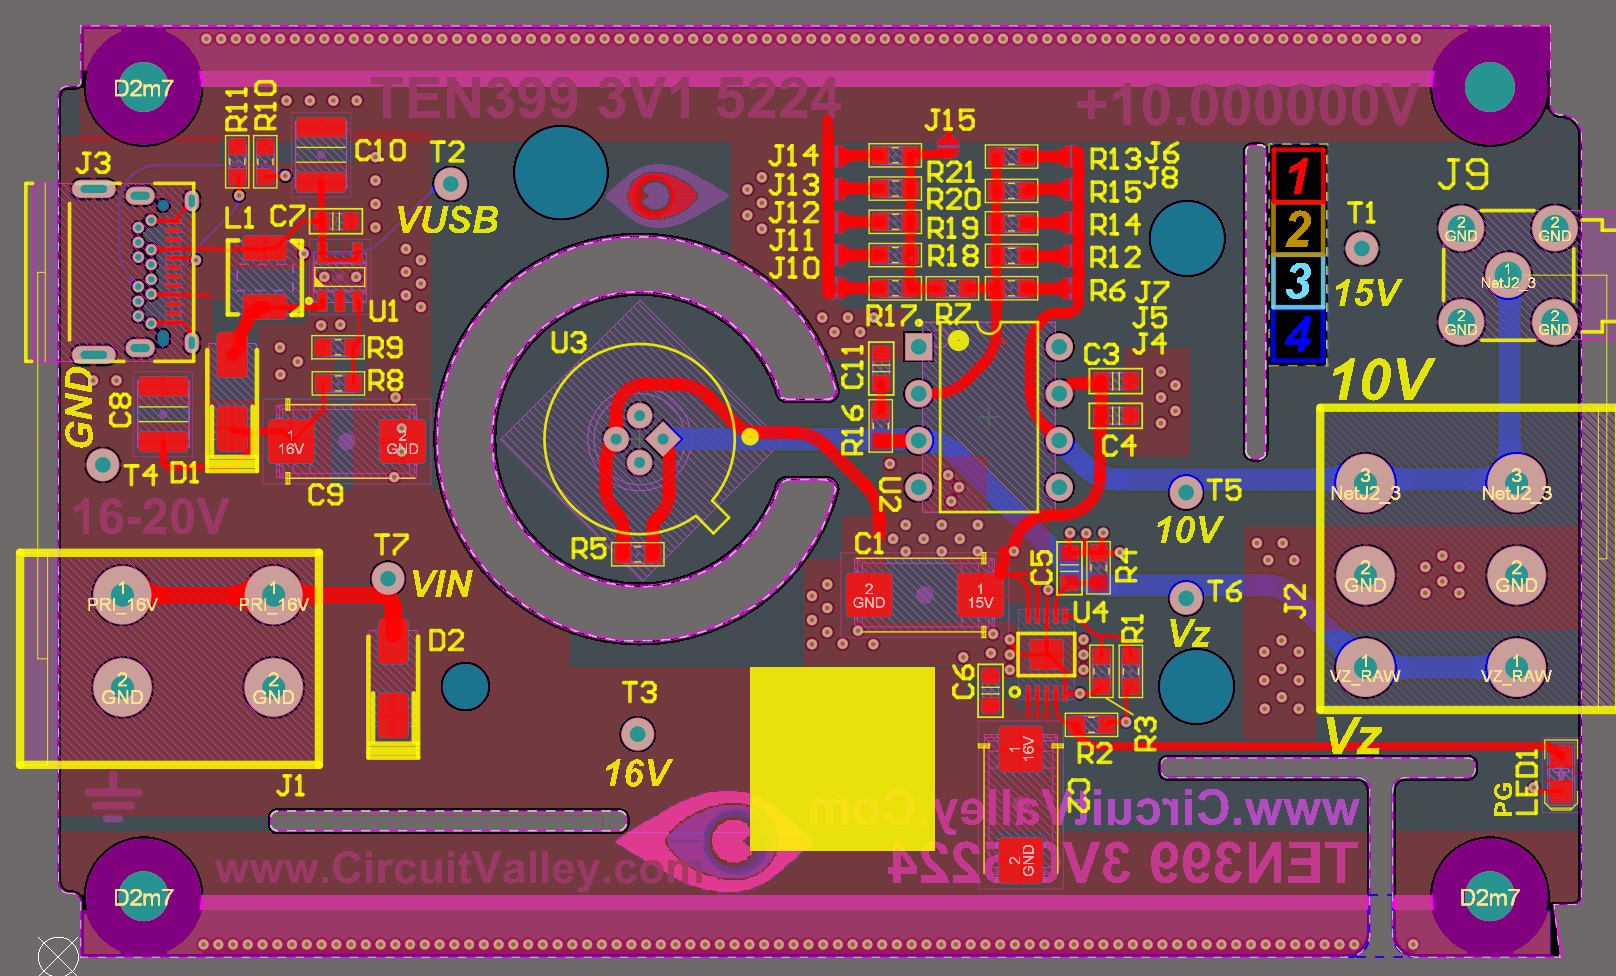 TEN399 3V1 5224
+10.000000V
D2m7
R11
R10
C10
J3
T2
VUSB
C7
L1
U1
R9
R8
C8
GND
T4
D1
1
16V
2
GND
C9
16-20V
J15
J14
J13
J12
J11
J10
R21
R20
R19
R18
R13
R15
R14
R12
R6
J6
J8
J7
J5
J4
R17
R7
1
2
3
4
T1
15V
J9
2
GND
2
GND
1
NetJ2_3
2
GND
2
GND
U3
C11
R16
U2
C3
C4
10V
R5
T5
10V
T6
Vz
3
NetJ2_3
3
NetJ2_3
2
GND
2
GND
1
VZ_RAW
1
VZ_RAW
J2
Vz
T7
VIN
1
PRI_16V
1
PRI_16V
2
GND
2
GND
J1
D2
T3
16V
C1
2
GND
1
15V
C5
R4
U4
R1
C6
R3
R2
1
16V
2
GND
C2
PG
LED1
www.CircuitValley.Com
www.CircuitValley.com
TEN399 3V
5224
D2m7
D2m7